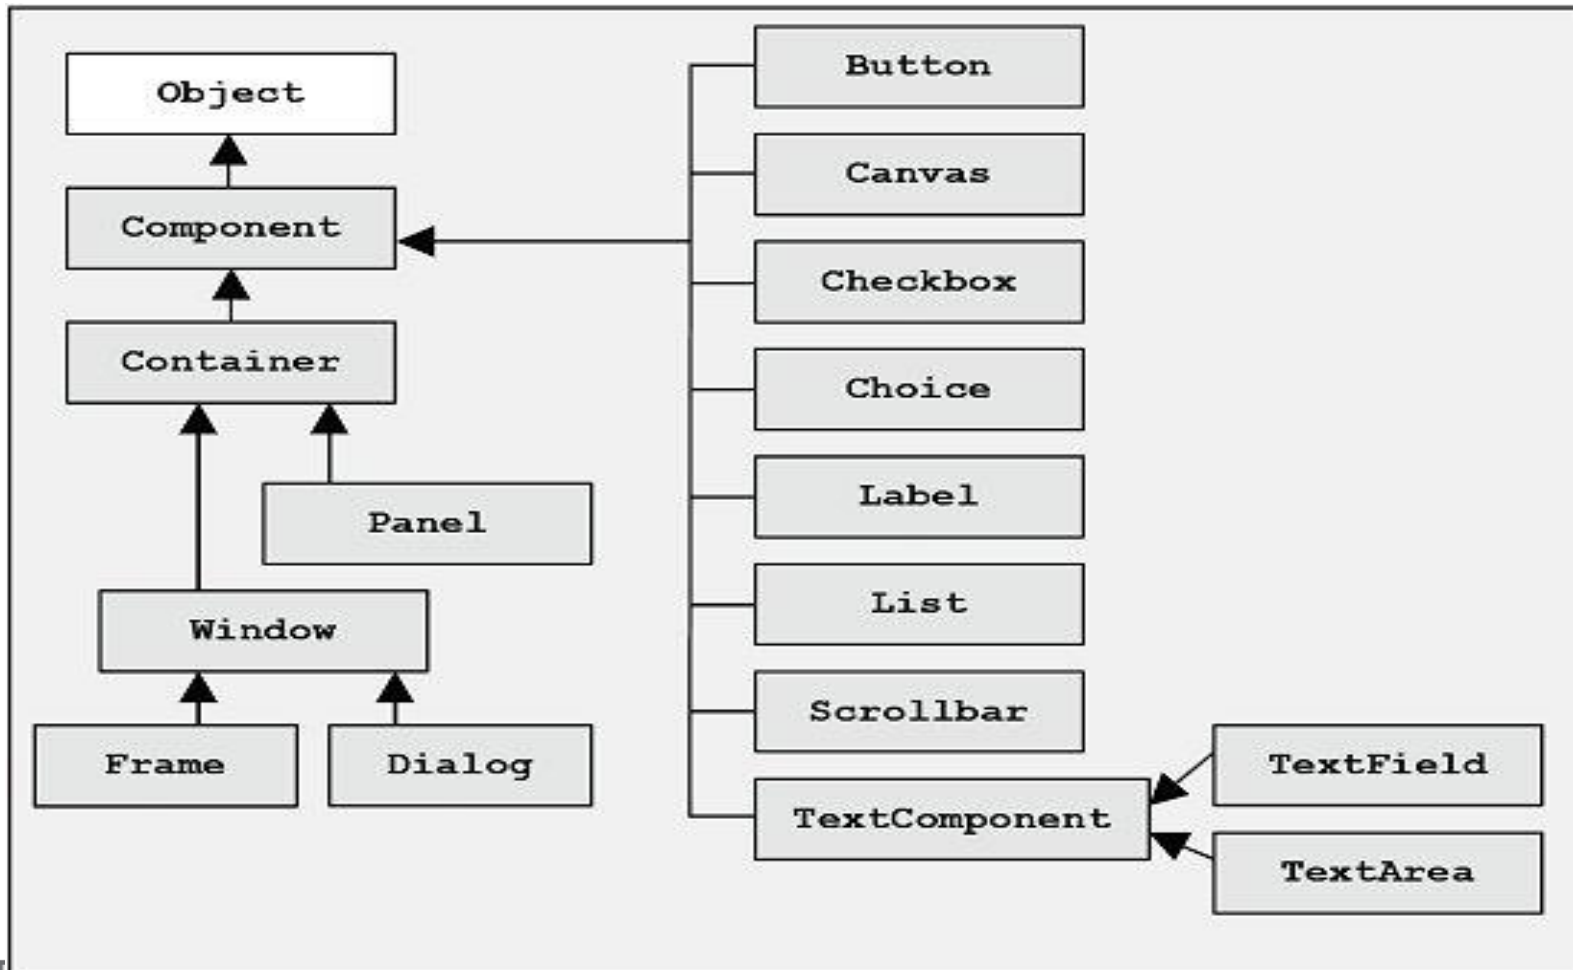 Object
Component
Container
Panel
Window
Frame
Dialog
Button
Canvas
Checkbox
Choice
Label
List
Scrollbar
TextComponent
TextField
TextArea